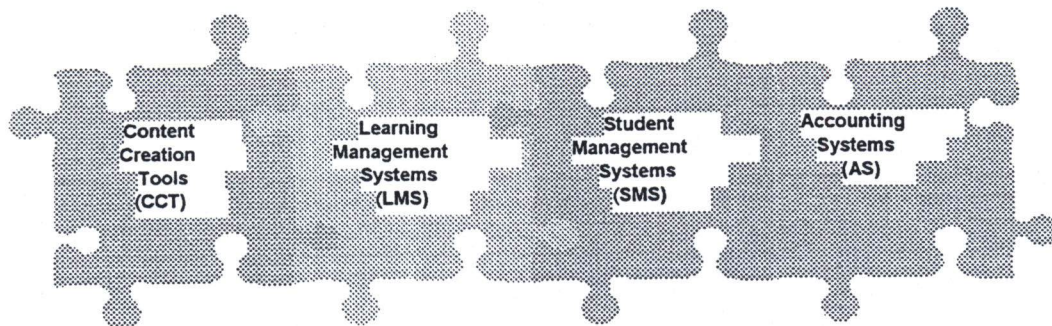 Content
Creation
Tools
(CCT)
Learning
Management
Systems
(LMS)
Student
Management
Systems
(SMS)
Accounting
Systems
(AS)